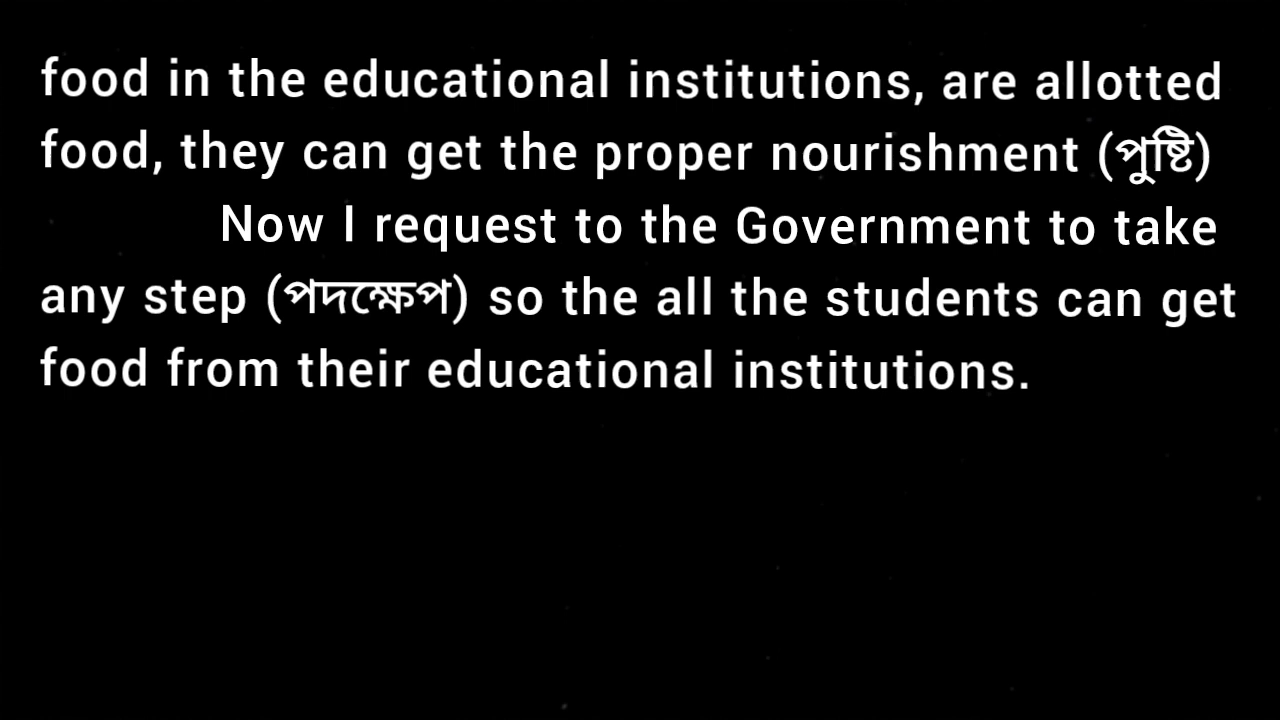 food in the educational institutions, are allotted
food, they can get the proper nourishment (পুষ্টি)
Now I request to the Government to take
any step (পদক্ষেপ) so the all the students can get
food from their educational institutions.